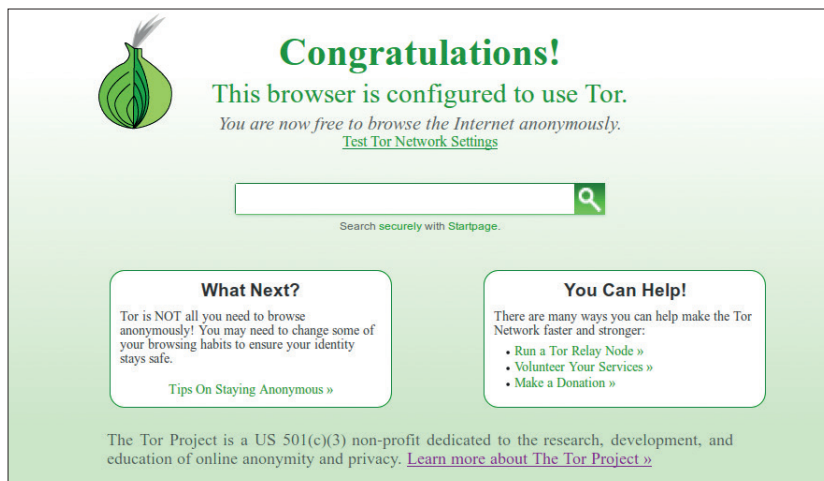 Congratulations!
This browser is configured to use Tor.
You are now free to browse the Internet anonymously.
Test Tor Network Settings
Search securely with Startpage.
What Next?
Tor is NOT all you need to browse
anonymously! You may need to change some of
your browsing habits to ensure your identity
stays safe.
Tips On Staying Anonymous »
You Can Help!
There are many ways you can help make the Tor
Network faster and stronger:
• Run a Tor Relay Node »
• Volunteer Your Services »
• Make a Donation »
The Tor Project is a US 501(c)(3) non-profit dedicated to the research, development, and
education of online anonymity and privacy. Learn more about The Tor Project »